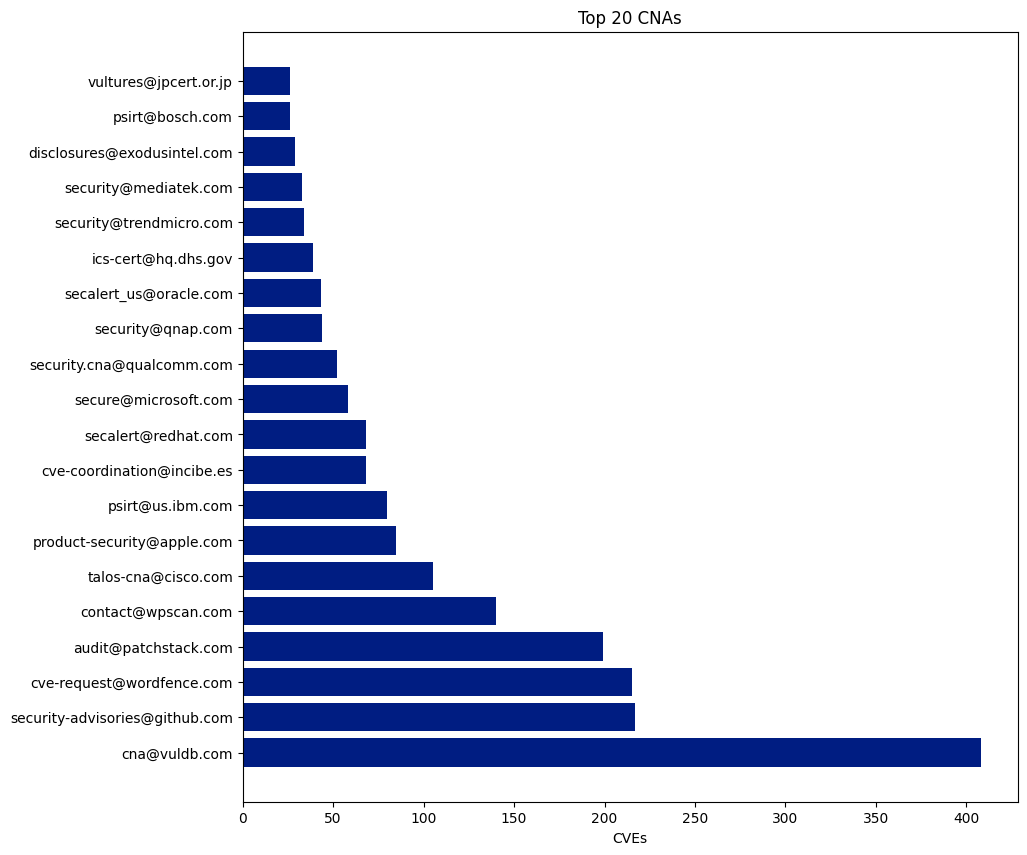 Top 20 CNAs
vultures@jpcert.or.jp
psirt@bosch.com
disclosures@exodusintel.com
security@mediatek.com
security@trendmicro.com
ics-cert@hq.dhs.gov
secalert_us@oracle.com
security@qnap.com
security.cna@qualcomm.com
secure@microsoft.com
secalert@redhat.com
cve-coordination@incibe.es
psirt@us.ibm.com
product-security@apple.com
talos-cna@cisco.com
contact@wpscan.com
audit@patchstack.com
cve-request@wordfence.com
security-advisories@github.com
cna@vuldb.com
0 50 100 150 200 250 300 350 400
CVEs